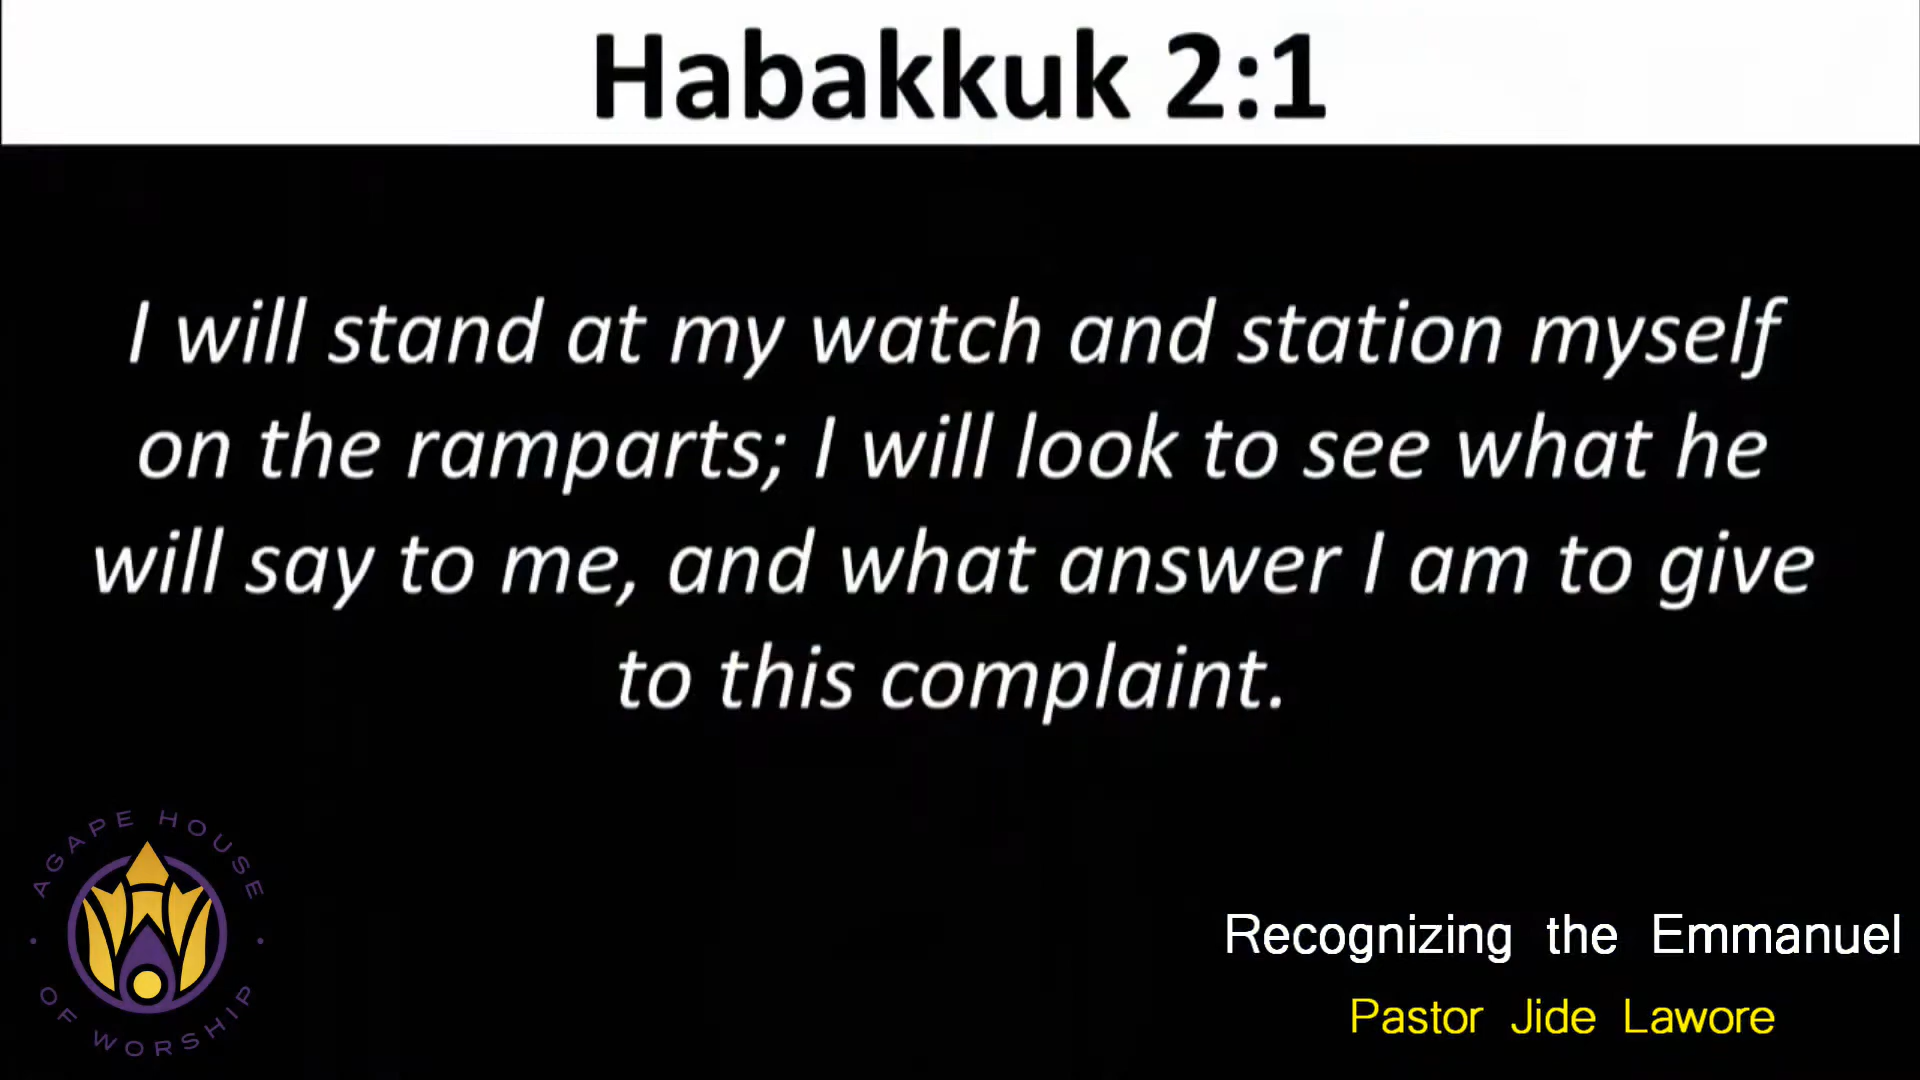 Habakkuk 2:1
I will stand at my watch and station myself
on the ramparts; I will look to see what he
will say to me, and what answer I am to give
to this complaint.
AGAPE HOUSE
OF WORSHIP
Recognizing the Emmanuel
Pastor Jide Lawore